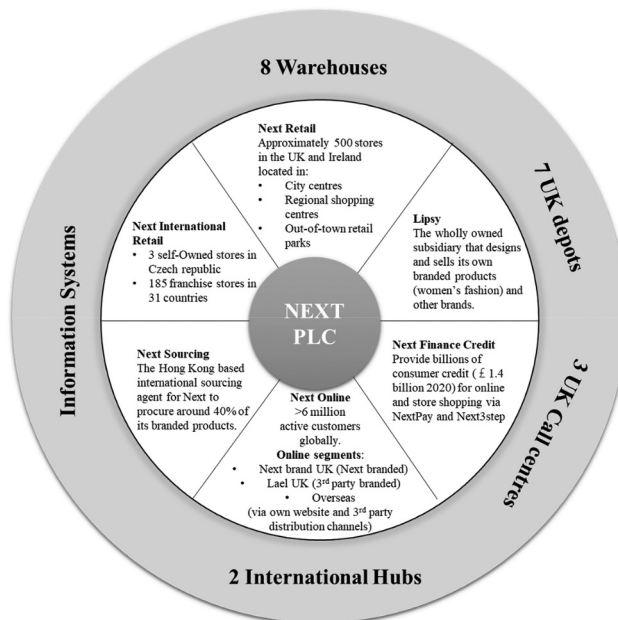 8 Warehouses
7 UK depots
3 UK Call centres
2 International Hubs
Information Systems
NEXT
PLC
Next Retail
Approximately 500 stores
in the UK and Ireland
located in:
• City centres
• Regional shopping
centres
• Out-of-town retail
parks
Lipsy
The wholly owned
subsidiary that designs
and sells its own
branded products
(women's fashion) and
other brands.
Next Finance Credit
Provide billions of
consumer credit ( £ 1.4
billion 2020) for online
and store shopping via
NextPay and Next3step
Next Online
>6 million
active customers
globally.
Online segments:
• Next brand UK (Next branded)
• Lael UK (3rd party branded)
• Overseas
(via own website and 3rd party
distribution channels)
Next Sourcing
The Hong Kong based
international sourcing
agent for Next to
procure around 40% of
its branded products.
Next International
Retail
• 3 self-Owned stores in
Czech republic
• 185 franchise stores in
31 countries